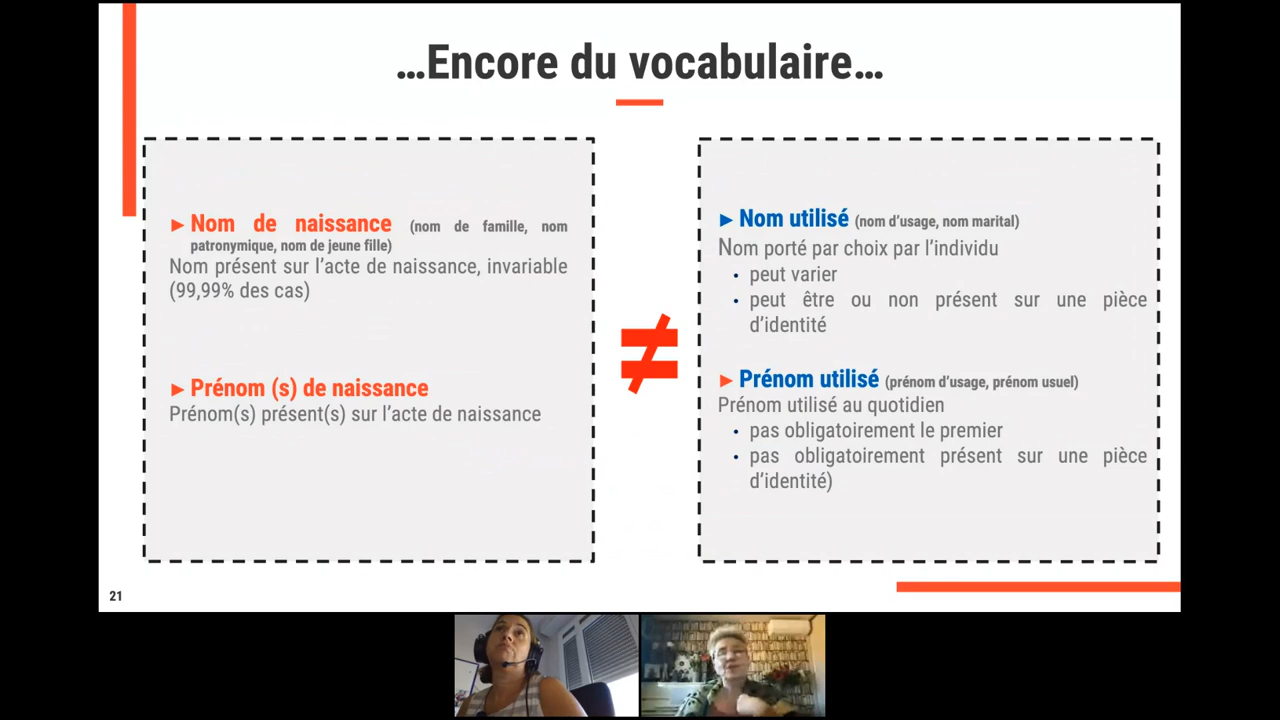 ...Encore du vocabulaire...
► Nom de naissance (nom de famille, nom
patronymique, nom de jeune fille)
Nom présent sur l'acte de naissance, invariable
(99,99% des cas)
► Prénom (s) de naissance
Prénom(s) présent(s) sur l'acte de naissance
≠
► Nom utilisé (nom d'usage, nom marital)
Nom porté par choix par l'individu
• peut varier
• peut être ou non présent sur une pièce
d'identité
► Prénom utilisé (prénom d'usage, prénom usuel)
Prénom utilisé au quotidien
• pas obligatoirement le premier
• pas obligatoirement présent sur une pièce
d'identité)
21